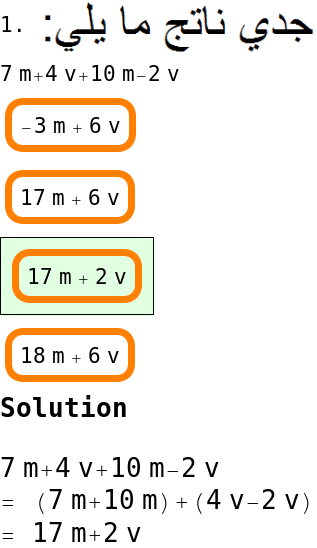 1. جدي ناتج ما يلي:
7 m+4 v+10 m−2 v
−3 m + 6 v
17 m + 6 v
17 m + 2 v
18 m + 6 v
Solution
7 m+4 v+10 m−2 v
= (7 m+10 m)+(4 v−2 v)
= 17 m+2 v